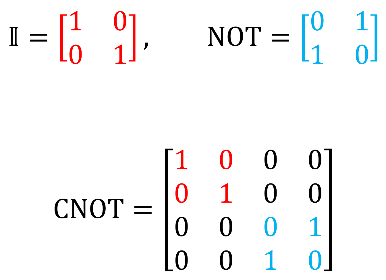 𝕀 = [1 0
0 1], NOT = [0 1
1 0]
CNOT = [1 0 0 0
0 1 0 0
0 0 0 1
0 0 1 0]